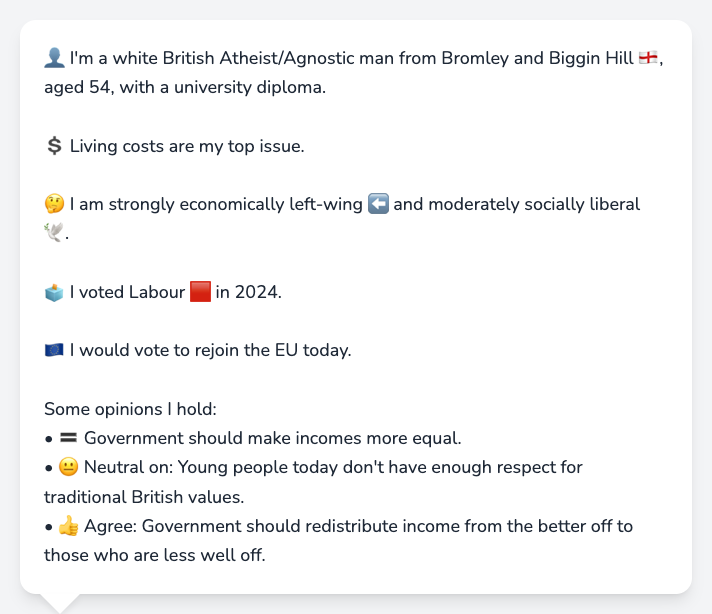 👤 I'm a white British Atheist/Agnostic man from Bromley and Biggin Hill 🏴󠁧󠁢󠁥󠁮󠁧󠁿,
aged 54, with a university diploma.
💲 Living costs are my top issue.
🤔 I am strongly economically left-wing ⬅️ and moderately socially liberal
🕊️.
🗳️ I voted Labour 🟥 in 2024.
🇪🇺 I would vote to rejoin the EU today.
Some opinions I hold:
• 🟰 Government should make incomes more equal.
• 😐 Neutral on: Young people today don't have enough respect for
traditional British values.
• 👍 Agree: Government should redistribute income from the better off to
those who are less well off.